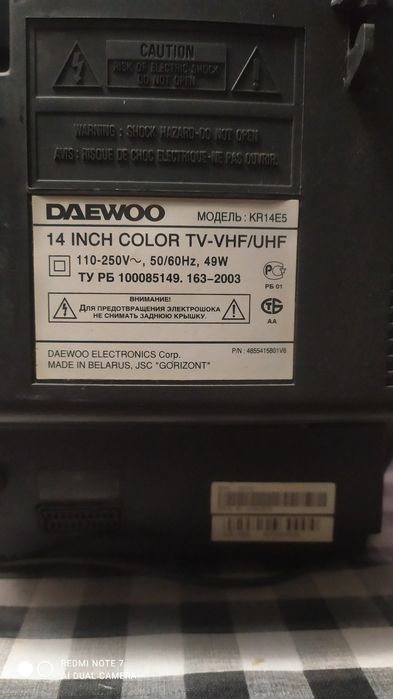 CAUTION
RISK OF ELECTRIC SHOCK
DO NOT OPEN
WARNING : SHOCK HAZARD-DO NOT OPEN
AVIS : RISQUE DE CHOC ELECTRIQUE-NE PAS OUVRIR.
DAEWOO МОДЕЛЬ : KR14E5
14 INCH COLOR TV-VHF/UHF
110-250V~, 50/60Hz, 49W
ТУ РБ 100085149. 163-2003
РБ 01
ВНИМАНИЕ!
Для предотвращения электрошока
не снимать заднюю крышку.
АА
DAEWOO ELECTRONICS Corp. P/N : 4855415801V6
MADE IN BELARUS, JSC "GORIZONT"
REDMI NOTE 7
AI DUAL CAMERA